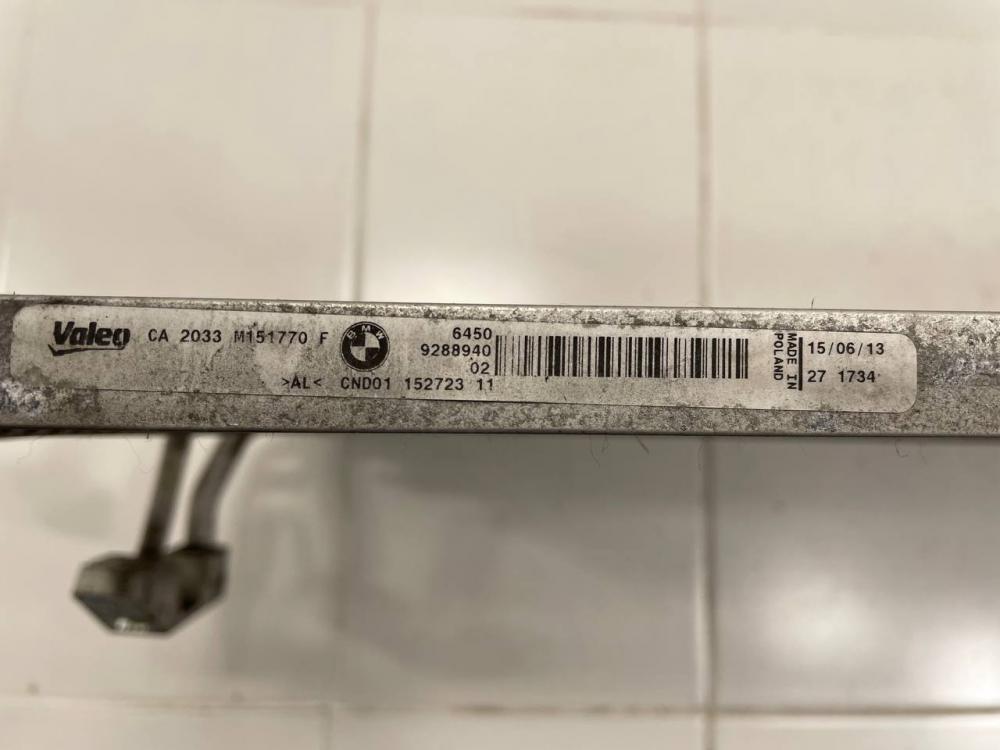 Valeo CA 2033 M151770 F BMW
6450
9288940
02
>AL< CND01 152723 11
MADE IN
POLAND
15/06/13
27 1734